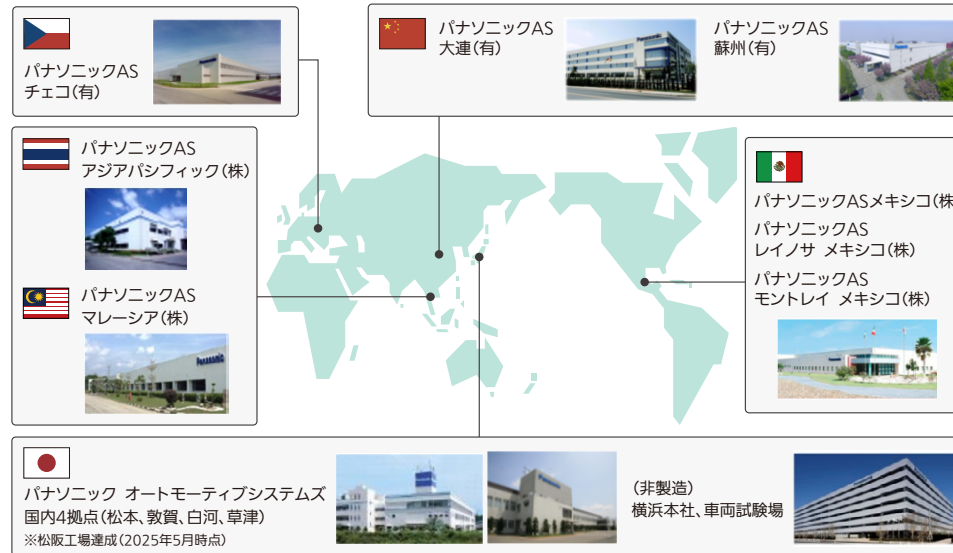 パナソニックAS
チェコ(有)
パナソニックAS
大連(有)
Panasonic
パナソニックAS
蘇州(有)
パナソニックAS
アジアパシフィック(株)
パナソニックAS
マレーシア(株)
Panasonic
パナソニックASメキシコ(株
パナソニックAS
レイノサ メキシコ(株)
パナソニックAS
モントレイ メキシコ(株)
パナソニック オートモーティブシステムズ
国内4拠点(松本、敦賀、白河、草津)
※松阪工場達成(2025年5月時点)
Panasonic
(非製造)
横浜本社、車両試験場